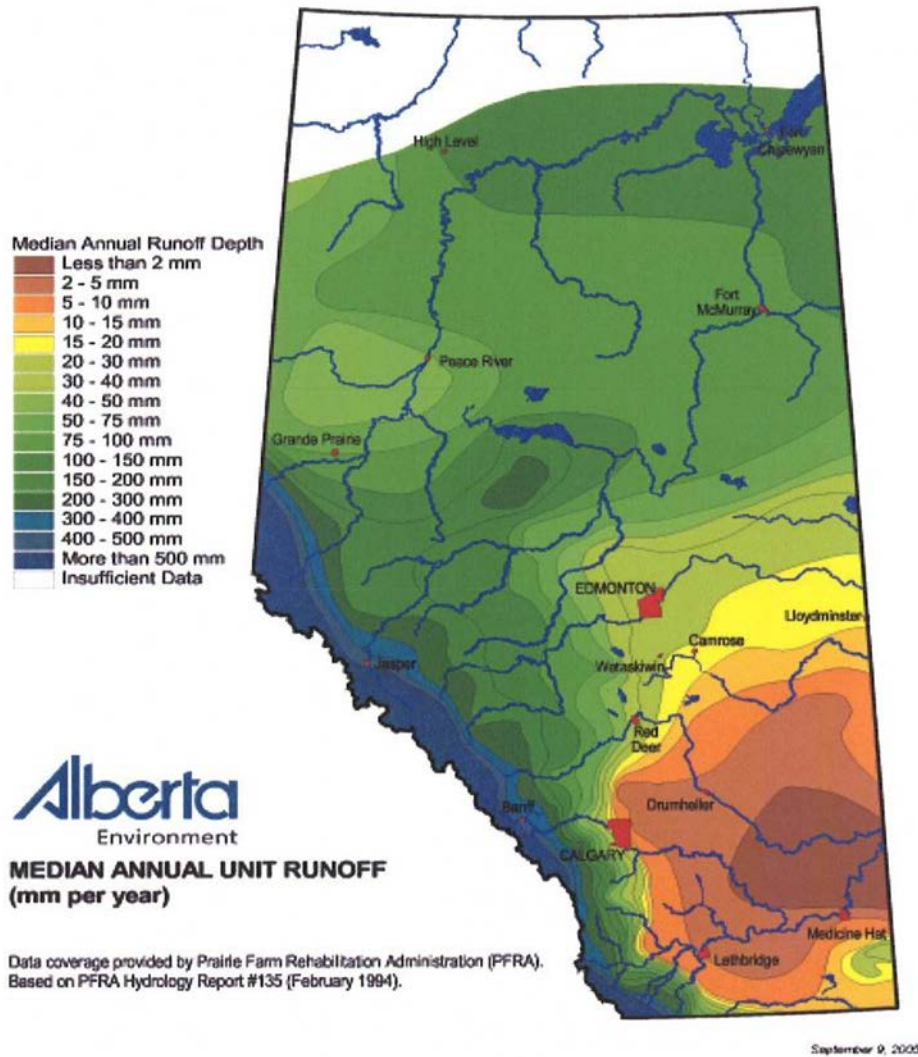 High Level
Fort
Chipewyan
Median Annual Runoff Depth
Less than 2 mm
2 - 5 mm
5 - 10 mm
10 - 15 mm
15 - 20 mm
20 - 30 mm
30 - 40 mm
40 - 50 mm
50 - 75 mm
75 - 100 mm
100 - 150 mm
150 - 200 mm
200 - 300 mm
300 - 400 mm
400 - 500 mm
More than 500 mm
Insufficient Data
Fort
McMurray
Peace River
Grande Prairie
EDMONTON
Lloydminster
Camrose
Wetaskiwin
Jasper
Red
Deer
Banff
Drumheller
CALGARY
Medicine Hat
Lethbridge
Alberta
Environment
MEDIAN ANNUAL UNIT RUNOFF
(mm per year)
Data coverage provided by Prairie Farm Rehabilitation Administration (PFRA).
Based on PFRA Hydrology Report #135 (February 1994).
September 9, 2005